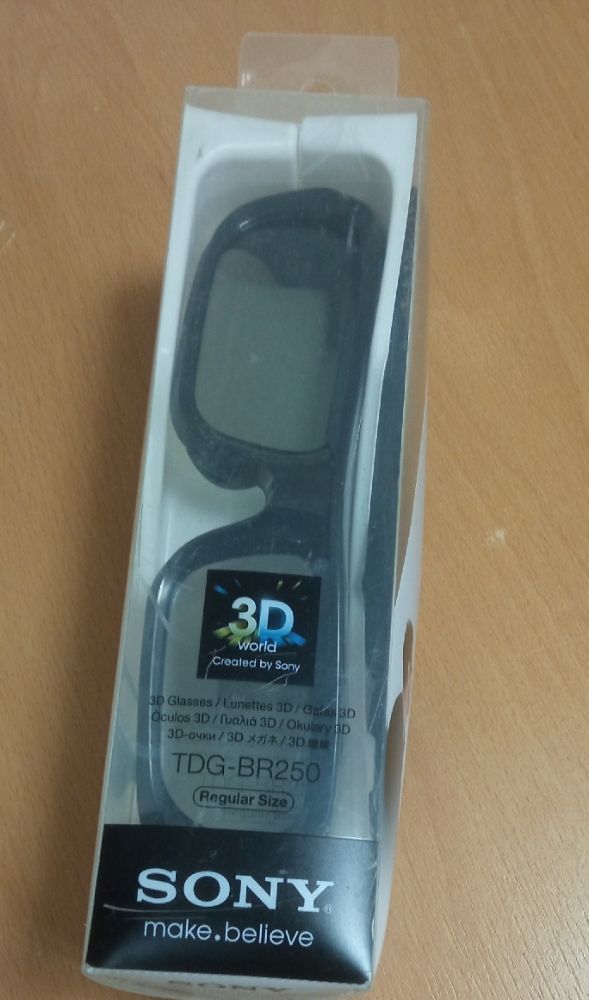 3D
world
Created by Sony
3D Glasses / Lunettes 3D / Gafas 3D
Óculos 3D / Γυαλιά 3D / Okulary 3D
3D-очки / 3D メガネ / 3D 眼鏡
TDG-BR250
Regular Size
SONY®
make.believe
SONY